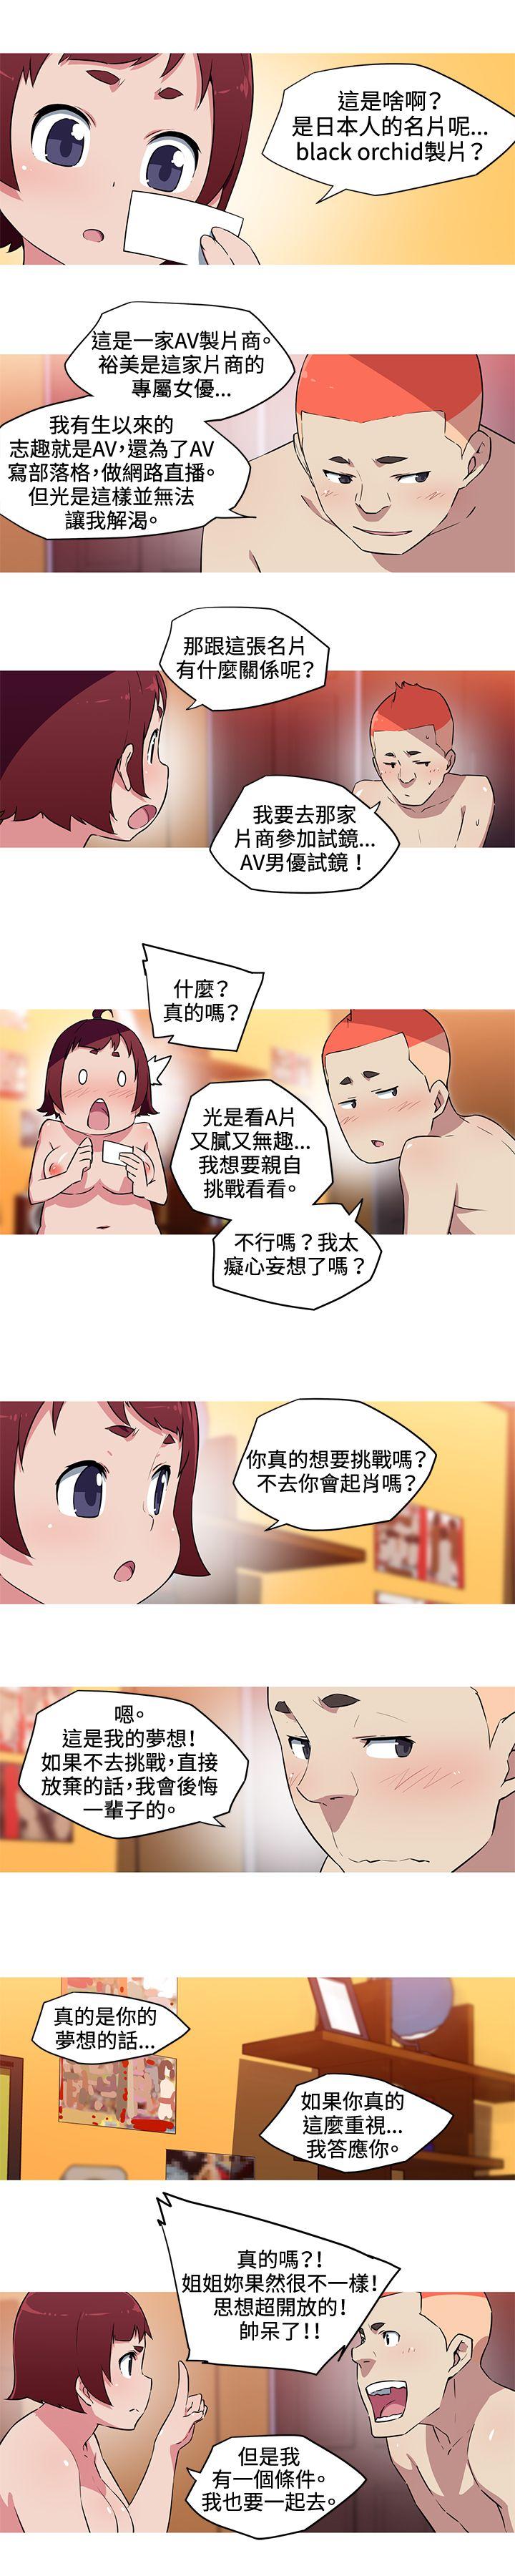 這是啥啊?
是日本人的名片呢...
black orchid製片?
這是一家AV製片商。
裕美是這家片商的
專屬女優...
我有生以來的
志趣就是AV,還為了AV
寫部落格,做網路直播。
但光是這樣並無法
讓我解渴。
那跟這張名片
有什麼關係呢?
我要去那家
片商參加試鏡...
AV男優試鏡!
什麼?
真的嗎?
光是看A片
又膩又無趣...
我想要親自
挑戰看看。
不行嗎?我太
癡心妄想了嗎?
你真的想要挑戰嗎?
不去你會起肖嗎?
嗯。
這是我的夢想!
如果不去挑戰,直接
放棄的話,我會後悔
一輩子的。
真的是你的
夢想的話...
如果你真的
這麼重視...
我答應你。
真的嗎?!
姐姐妳果然很不一樣!
思想超開放的!
帥呆了!!
但是我
有一個條件。
我也要一起去。